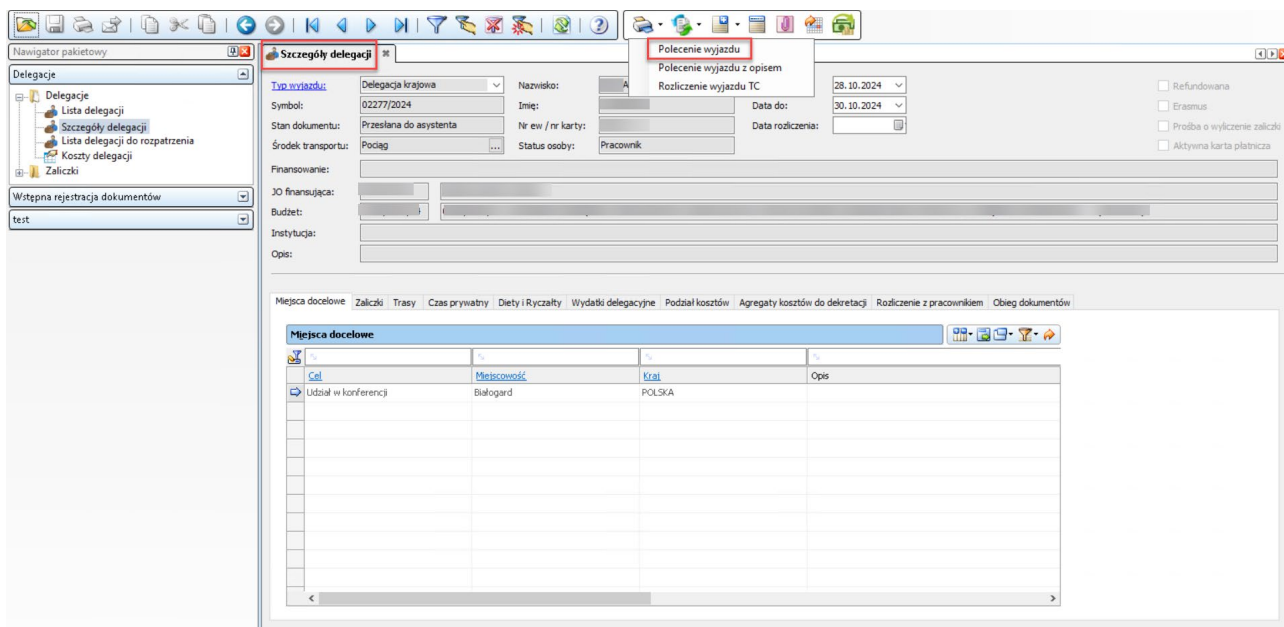 Nawigator pakietowy
Delegacje
Delegacje
Lista delegacji
Szczegóły delegacji
Lista delegacji do rozpatrzenia
Koszty delegacji
Zaliczki
Wstępna rejestracja dokumentów
test
Szczegóły delegacji
Polecenie wyjazdu
Polecenie wyjazdu z opisem
Rozliczenie wyjazdu TC
Typ wyjazdu: Delegacja krajowa Nazwisko: A 28.10.2024 Refundowana
Symbol: 02277/2024 Imię: Data do: 30.10.2024 Erasmus
Stan dokumentu: Przesłana do asystenta Nr ew / nr karty: Data rozliczenia: Prośba o wyliczenie zaliczki
Środek transportu: Pociąg ... Status osoby: Pracownik Aktywna karta płatnicza
Finansowanie:
JO finansująca:
Budżet:
Instytucja:
Opis:
Miejsca docelowe Zaliczki Trasy Czas prywatny Diety i Ryczałty Wydatki delegacyjne Podział kosztów Agregaty kosztów do dekretacji Rozliczenie z pracownikiem Obieg dokumentów
Miejsca docelowe
Cel Miejscowość Kraj Opis
Udział w konferencji Białogard POLSKA